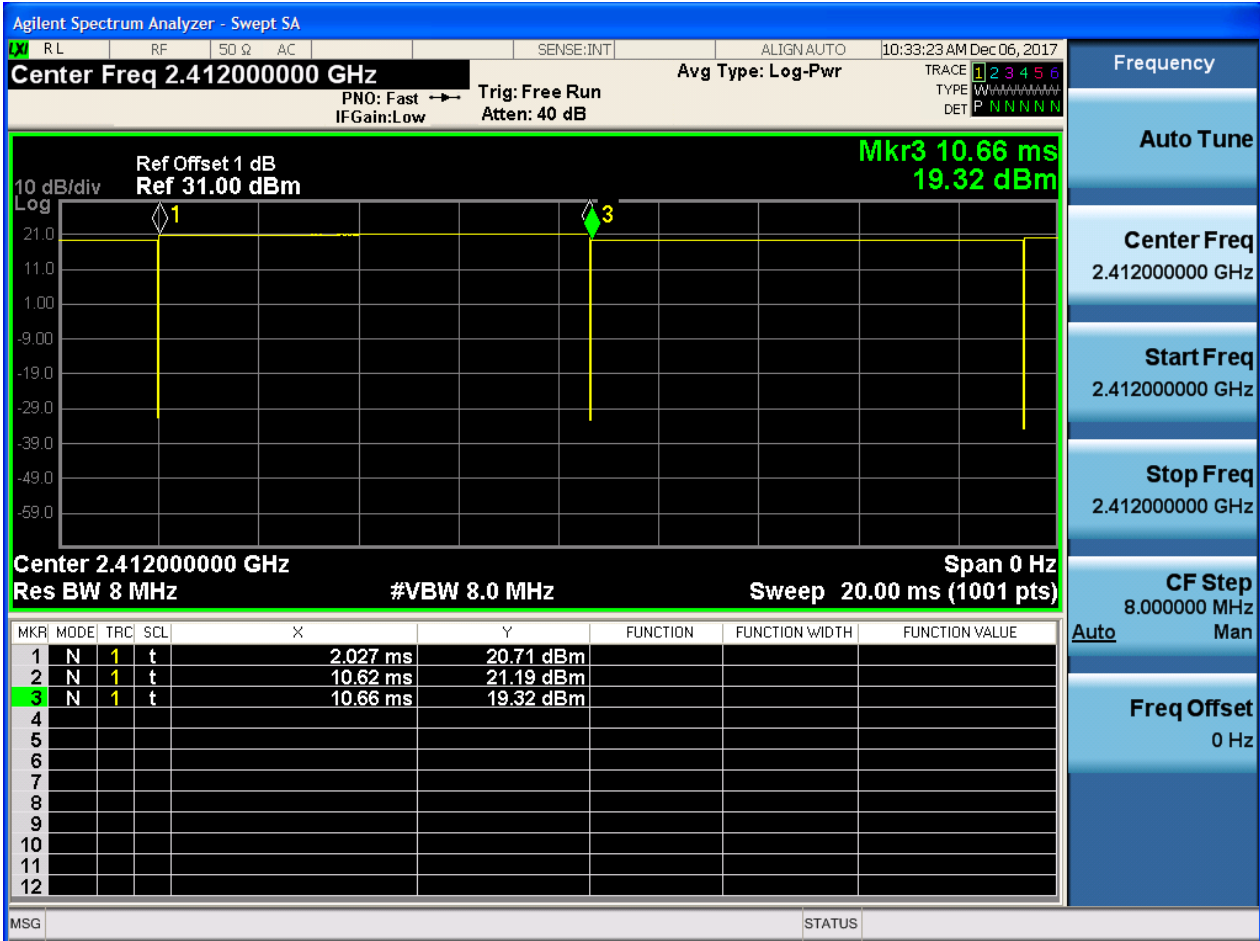 Agilent Spectrum Analyzer - Swept SA
LXI RL RF 50 Ω AC SENSE:INT ALIGN AUTO 10:33:23 AM Dec 06, 2017
Center Freq 2.412000000 GHz
PNO: Fast
IFGain:Low
Trig: Free Run
Atten: 40 dB
Avg Type: Log-Pwr
TRACE 1 2 3 4 5 6
TYPE WWWWWW
DET P N N N N N
Mkr3 10.66 ms
19.32 dBm
Ref Offset 1 dB
10 dB/div Ref 31.00 dBm
Log
1
3
21.0
11.0
1.00
-9.00
-19.0
-29.0
-39.0
-49.0
-59.0
Center 2.412000000 GHz Span 0 Hz
Res BW 8 MHz #VBW 8.0 MHz Sweep 20.00 ms (1001 pts)
MKR MODE TRC SCL X Y FUNCTION FUNCTION WIDTH FUNCTION VALUE
1 N 1 t 2.027 ms 20.71 dBm
2 N 1 t 10.62 ms 21.19 dBm
3 N 1 t 10.66 ms 19.32 dBm
4
5
6
7
8
9
10
11
12
MSG STATUS
Frequency
Auto Tune
Center Freq
2.412000000 GHz
Start Freq
2.412000000 GHz
Stop Freq
2.412000000 GHz
CF Step
8.000000 MHz
Auto Man
Freq Offset
0 Hz